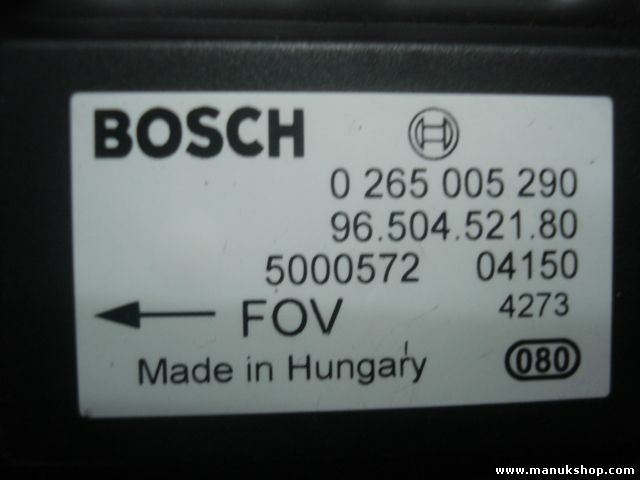 BOSCH
0 265 005 290
96.504.521.80
5000572 04150
← FOV 4273
Made in Hungary 080
www.manukshop.com